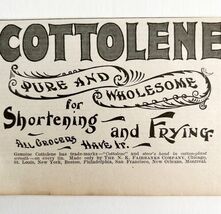 COTTOLENE
PURE AND WHOLESOME
for
Shortening and Frying.
ALL GROCERS HAVE IT.
Genuine Cottolene has trade-marks—"Cottolene" and steer's head in cotton-plant
wreath—on every tin. Made only by THE N. K. FAIRBANK COMPANY, Chicago,
St. Louis, New York, Boston, Philadelphia, San Francisco, New Orleans, Montreal.